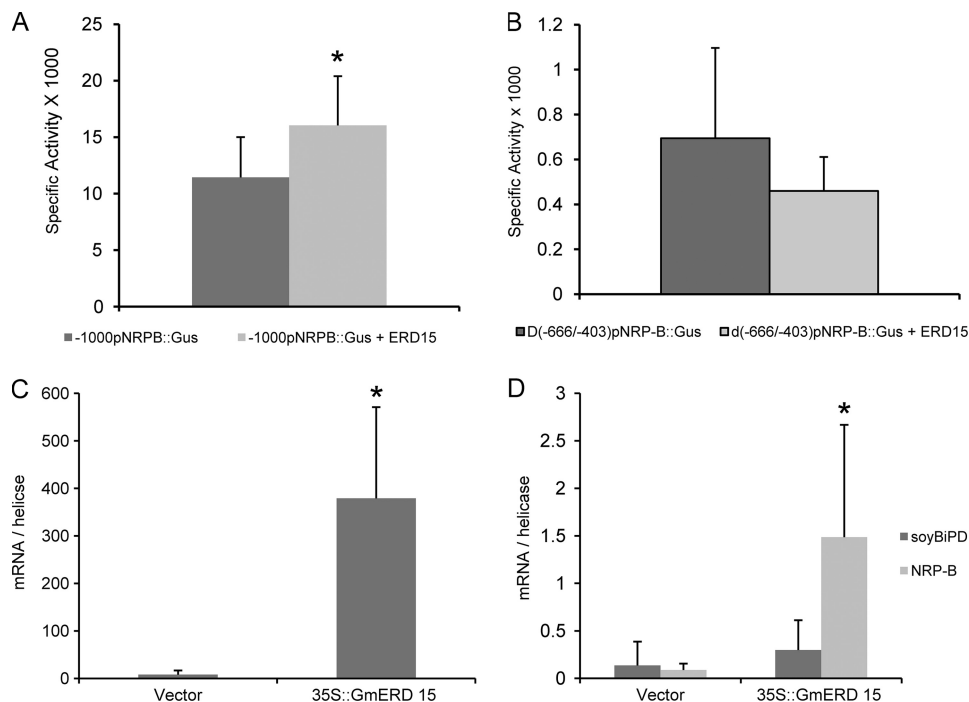 A
Specific Activity X 1000
25
20
15
10
5
0
*
-1000pNRPB::Gus
-1000pNRPB::Gus + ERD15
B
Specific Activity x 1000
1.2
1
0.8
0.6
0.4
0.2
0
D(-666/-403)pNRP-B::Gus
d(-666/-403)pNRP-B::Gus + ERD15
C
mRNA / helicse
600
500
400
300
200
100
0
*
Vector
35S::GmERD 15
D
mRNA / helicase
3
2.5
2
1.5
1
0.5
0
*
Vector
35S::GmERD 15
soyBiPD
NRP-B